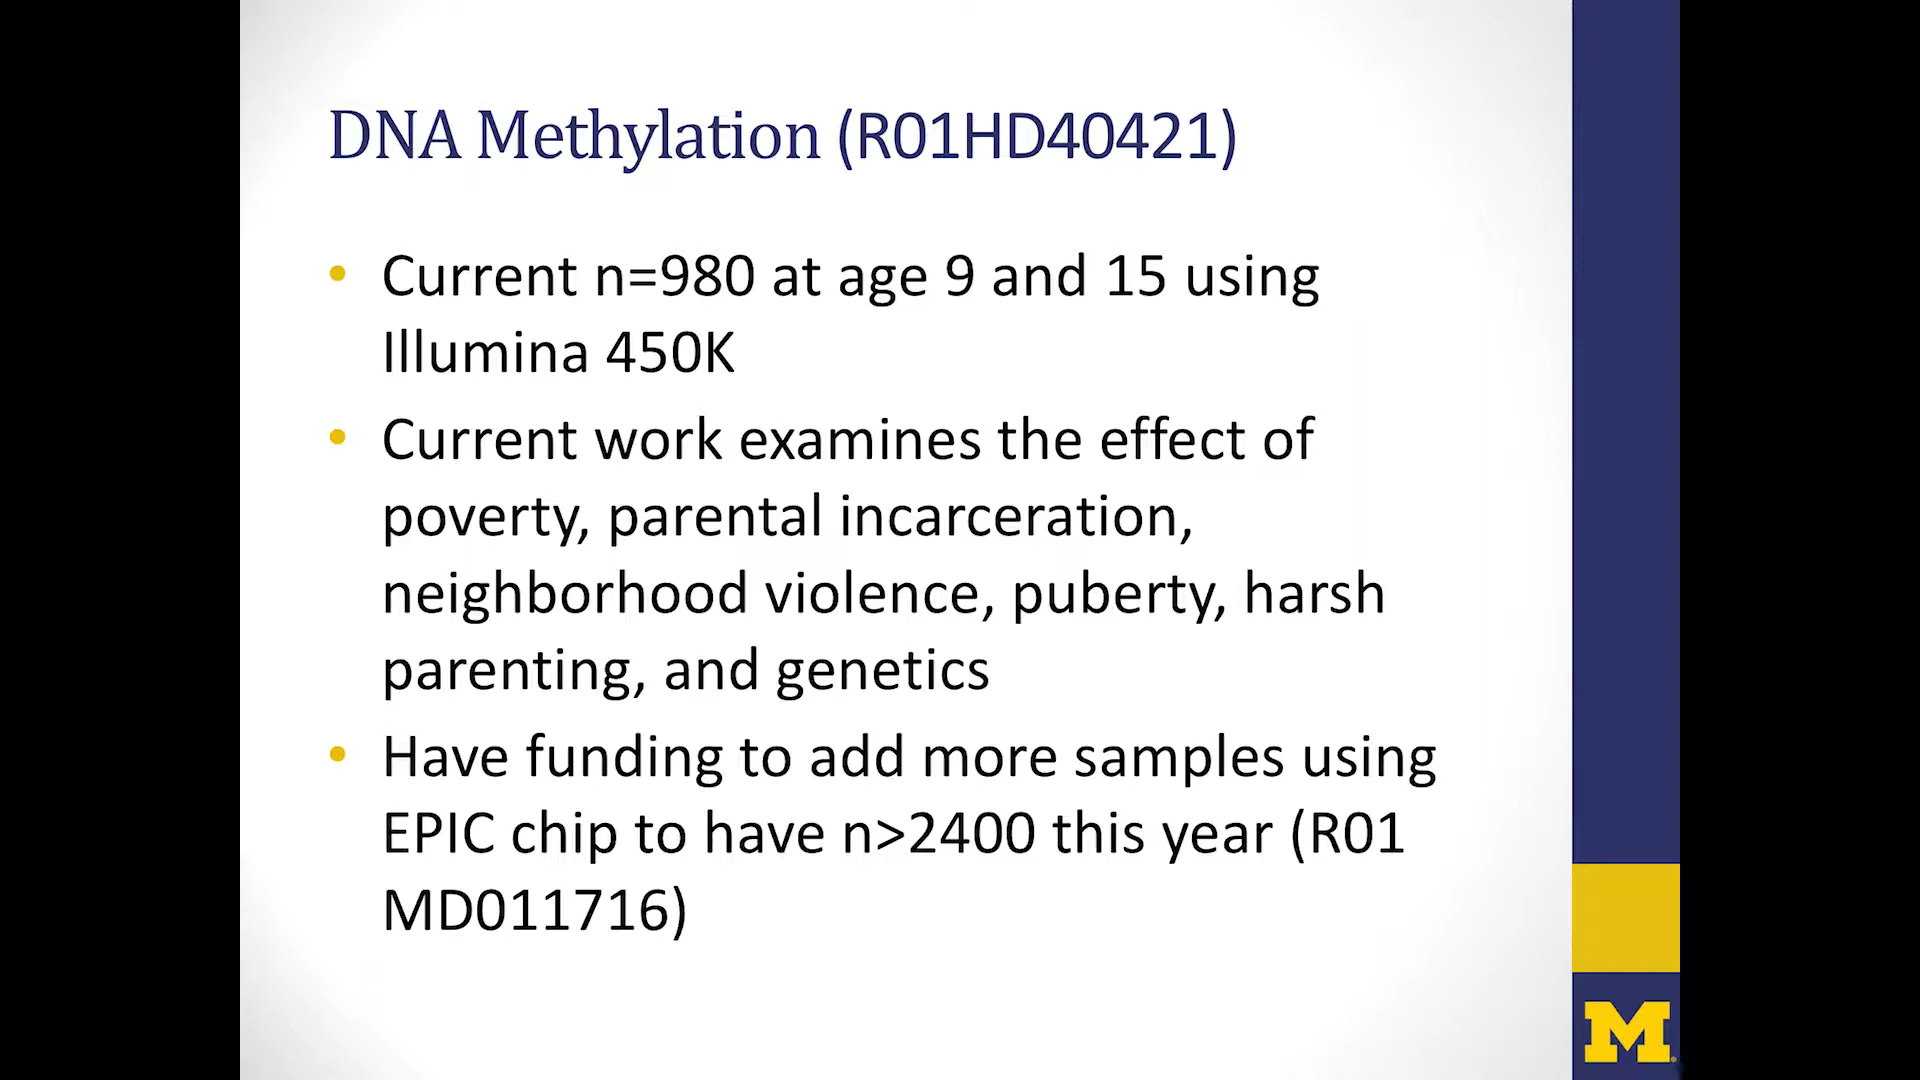 DNA Methylation (R01HD40421)
• Current n=980 at age 9 and 15 using
Illumina 450K
• Current work examines the effect of
poverty, parental incarceration,
neighborhood violence, puberty, harsh
parenting, and genetics
• Have funding to add more samples using
EPIC chip to have n>2400 this year (R01
MD011716)
M